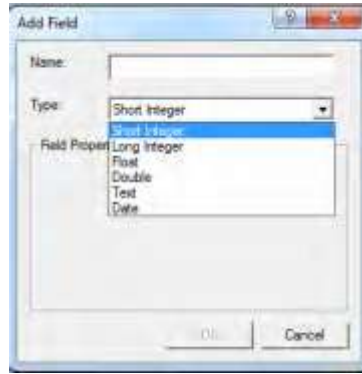 Add Field
Name:
Type:
Short Integer
Short Integer
Long Integer
Float
Double
Text
Date
Field Proper
OK
Cancel